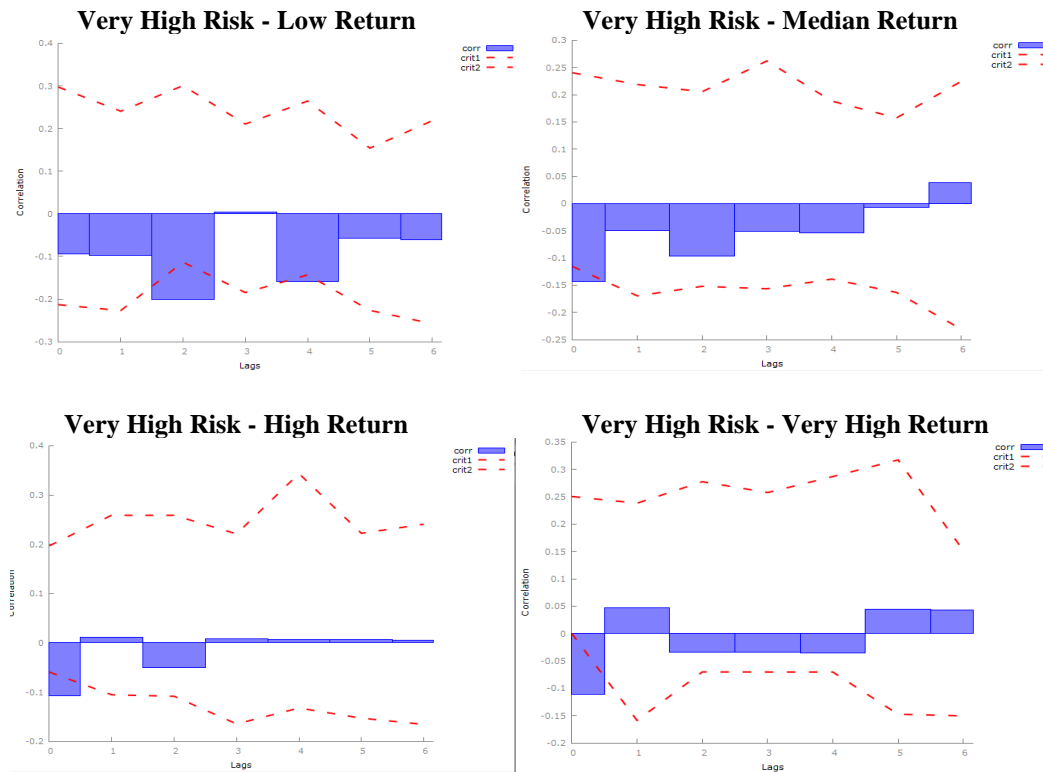 Very High Risk - Low Return
0.4
0.3
0.2
0.1
0
-0.1
-0.2
-0.3
Correlation
corr
crit1
crit2
0 1 2 3 4 5 6
Lags
Very High Risk - Median Return
0.3
0.25
0.2
0.15
0.1
0.05
0
-0.05
-0.1
-0.15
-0.2
-0.25
Correlation
corr
crit1
crit2
0 1 2 3 4 5 6
Lags
Very High Risk - High Return
0.4
0.3
0.2
0.1
0
-0.1
-0.2
Correlation
corr
crit1
crit2
0 1 2 3 4 5 6
Lags
Very High Risk - Very High Return
0.35
0.3
0.25
0.2
0.15
0.1
0.05
0
-0.05
-0.1
-0.15
-0.2
Correlation
corr
crit1
crit2
0 1 2 3 4 5 6
Lags